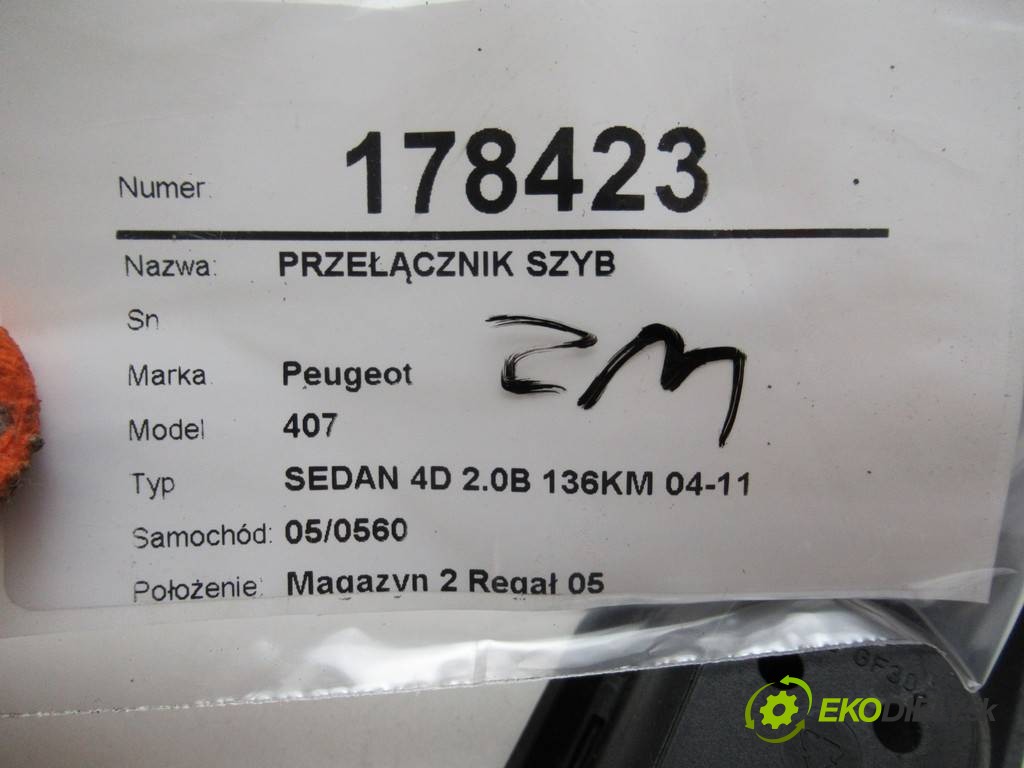 Numer: 178423
Nazwa: PRZEŁĄCZNIK SZYB
Sn
Marka Peugeot
ZM
Model 407
Typ SEDAN 4D 2.0B 136KM 04-11
Samochód: 05/0560
Położenie: Magazyn 2 Regał 05